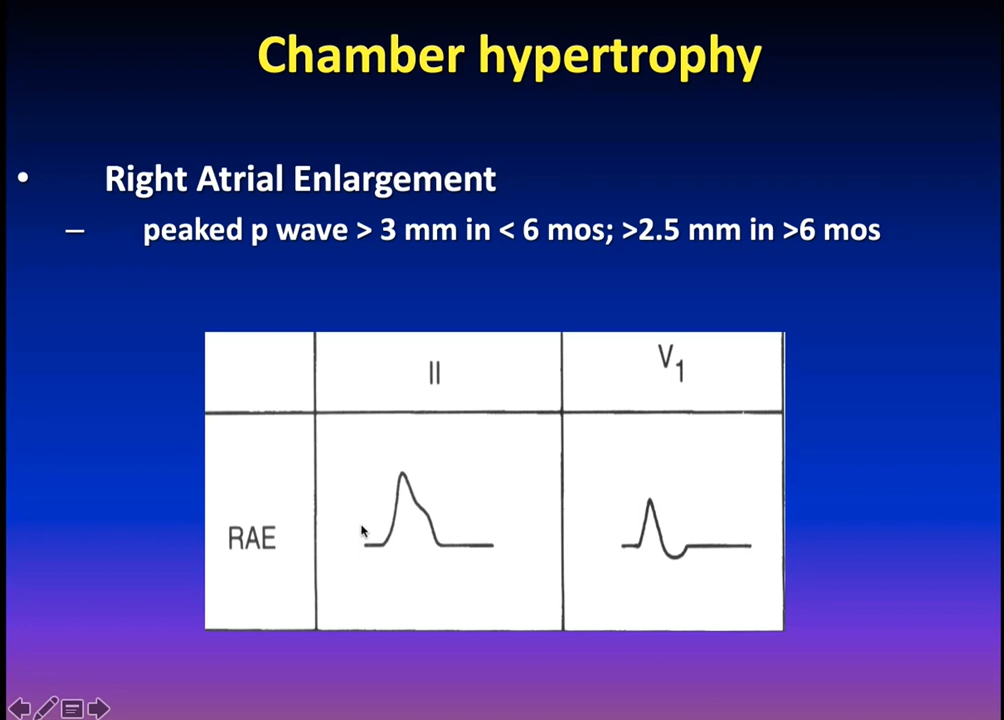 Chamber hypertrophy
• Right Atrial Enlargement
– peaked p wave > 3 mm in < 6 mos; >2.5 mm in >6 mos
II V1
RAE